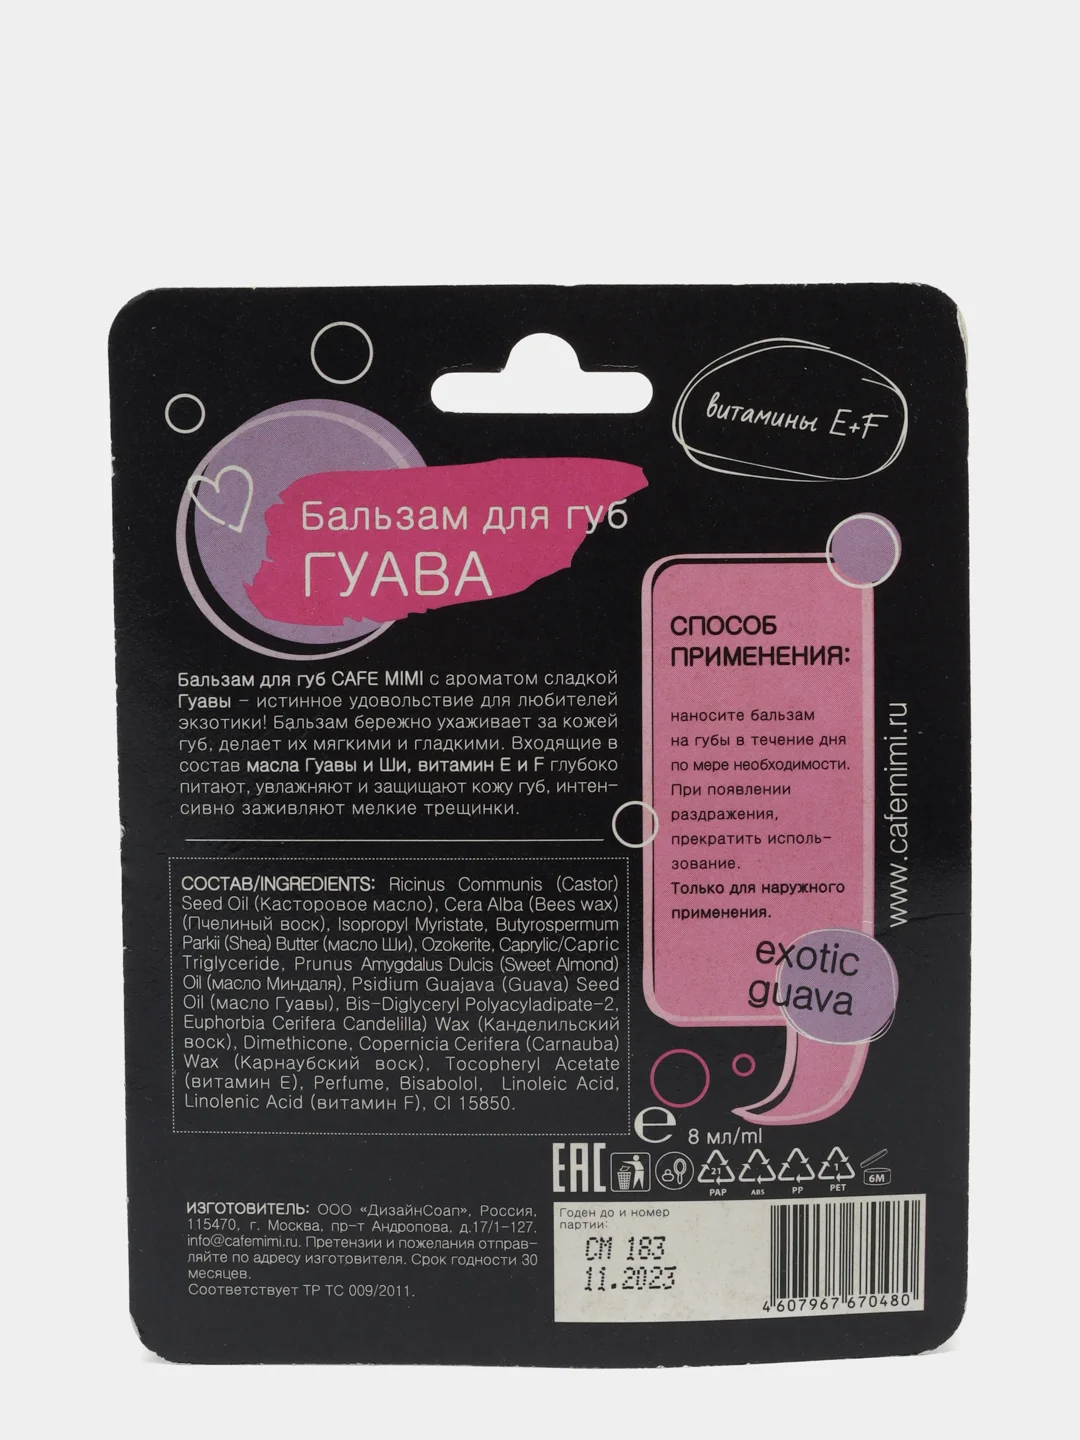 витамины E+F
Бальзам для губ
ГУАВА
Бальзам для губ CAFE MIMI с ароматом сладкой
Гуавы – истинное удовольствие для любителей
экзотики! Бальзам бережно ухаживает за кожей
губ, делает их мягкими и гладкими. Входящие в
состав масла Гуавы и Ши, витамин Е и F глубоко
питают, увлажняют и защищают кожу губ, интен-
сивно заживляют мелкие трещинки.
СОСТАВ/INGREDIENTS: Ricinus Communis (Castor)
Seed Oil (Касторовое масло), Cera Alba (Bees wax)
(Пчелиный воск), Isopropyl Myristate, Butyrospermum
Parkii (Shea) Butter (масло Ши), Ozokerite, Caprylic/Capric
Triglyceride, Prunus Amygdalus Dulcis (Sweet Almond)
Oil (масло Миндаля), Psidium Guajava (Guava) Seed
Oil (масло Гуавы), Bis-Diglyceryl Polyacyladipate-2,
Euphorbia Cerifera Candelilla) Wax (Канделильский
воск), Dimethicone, Copernicia Cerifera (Carnauba)
Wax (Карнаубский воск), Tocopheryl Acetate
(витамин Е), Perfume, Bisabolol, Linoleic Acid,
Linolenic Acid (витамин F), CI 15850.
СПОСОБ
ПРИМЕНЕНИЯ:
наносите бальзам
на губы в течение дня
по мере необходимости.
При появлении
раздражения,
прекратить исполь-
зование.
Только для наружного
применения.
exotic
guava
www.cafemimi.ru
e 8 мл/ml
EAC
21 PAP
ABS
PP
1 PET
6M
ИЗГОТОВИТЕЛЬ: ООО «ДизайнСоап», Россия,
115470, г. Москва, пр-т Андропова, д.17/1-127.
info@cafemimi.ru. Претензии и пожелания отправ-
ляйте по адресу изготовителя. Срок годности 30
месяцев.
Соответствует ТР ТС 009/2011.
Годен до и номер
партии:
CM 183
11.2023
4 607967 670480